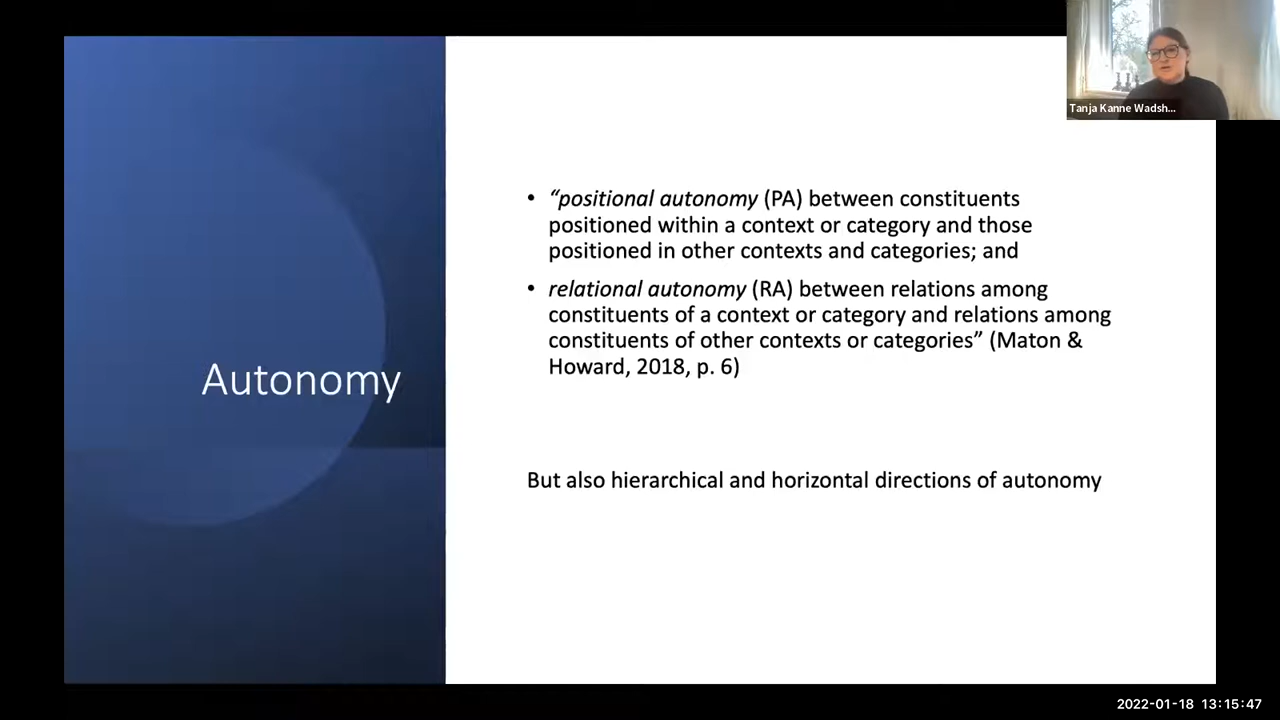 Tanja Kanne Wadsh...
Autonomy
• “positional autonomy (PA) between constituents
positioned within a context or category and those
positioned in other contexts and categories; and
• relational autonomy (RA) between relations among
constituents of a context or category and relations among
constituents of other contexts or categories” (Maton &
Howard, 2018, p. 6)
But also hierarchical and horizontal directions of autonomy
2022-01-18 13:15:47